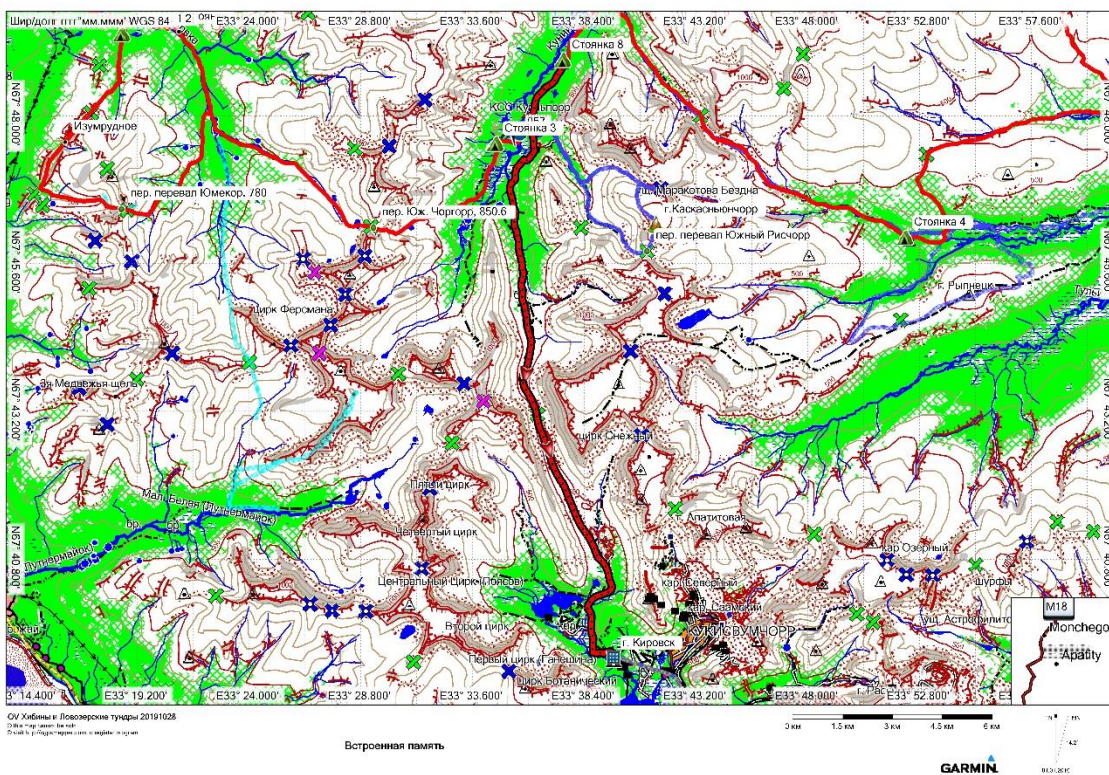 Шир/долг гггг°мм.ммм' WGS 84
E33° 24.000'
E33° 28.800'
E33° 33.600'
E33° 38.400'
E33° 43.200'
E33° 48.000'
E33° 52.800'
E33° 57.600'
Стоянка 8
N67° 48.000'
Изумрудное
Стоянка 3
пер. перевал Юмекор. 780
пер. Юж. Чоргорр, 850.6
ущ. Маракотова Бездна
г.Каскасньюнчорр
пер. перевал Южный Рисчорр
Стоянка 4
N67° 45.600'
г. Рыпнецк
Цирк Ферсмана
Медвежья щель
N67° 43.200'
цирк Снежный
Пятый цирк
Мал. Белая
г. Апатитовая
Четвертый цирк
кар Озерный
N67° 40.800'
Центральный Цирк
кар. Северный
кар. Саамский
Второй цирк
КУКИСВУМЧОРР
г. Кировск
Первый цирк (Ганешина)
Цирк Ботанический
г. Рас
M18
Monchego
Apatity
14.400'
E33° 19.200'
E33° 24.000'
E33° 28.800'
E33° 33.600'
E33° 38.400'
E33° 43.200'
E33° 48.000'
E33° 52.800'
OV Хибины и Ловозерские тундры 20191028
0 км
1.5 км
3 км
4.5 км
6 км
Встроенная память
GARMIN